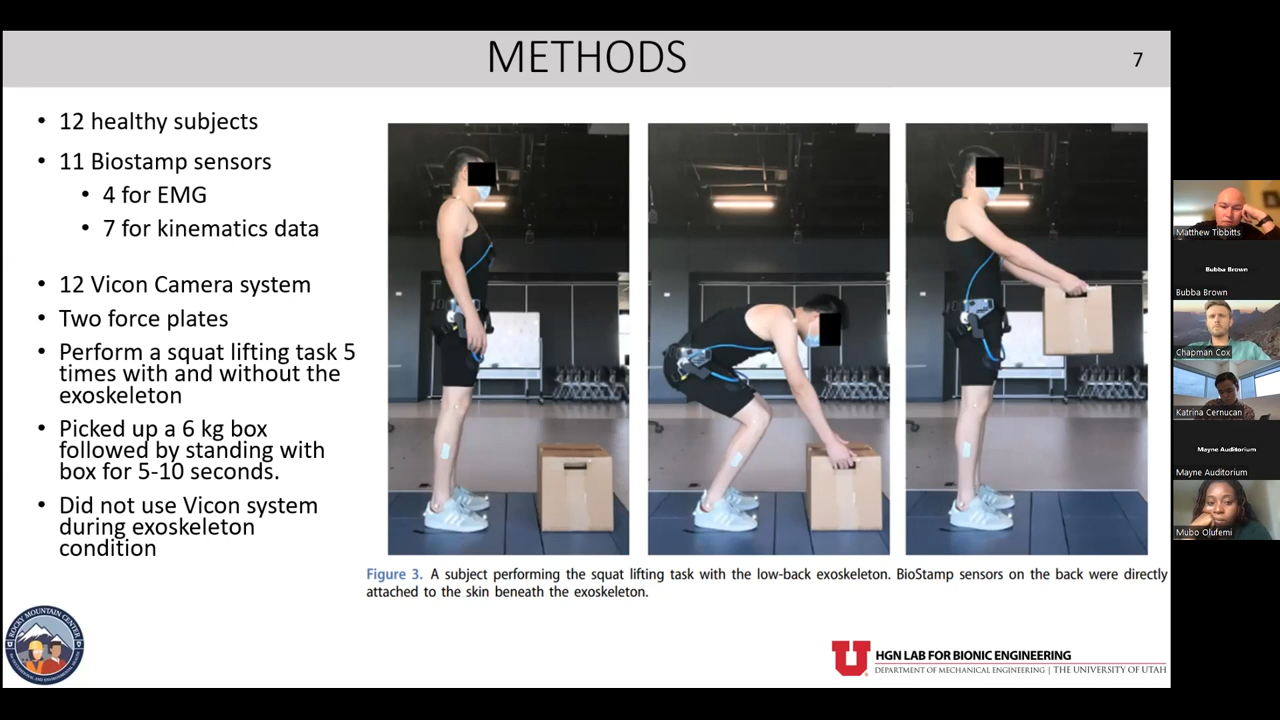 METHODS
7
• 12 healthy subjects
• 11 Biostamp sensors
• 4 for EMG
• 7 for kinematics data
• 12 Vicon Camera system
• Two force plates
• Perform a squat lifting task 5
times with and without the
exoskeleton
• Picked up a 6 kg box
followed by standing with
box for 5-10 seconds.
• Did not use Vicon system
during exoskeleton
condition
Figure 3. A subject performing the squat lifting task with the low-back exoskeleton. BioStamp sensors on the back were directly
attached to the skin beneath the exoskeleton.
ROCKY MOUNTAIN CENTER
U
HGN LAB FOR BIONIC ENGINEERING
DEPARTMENT OF MECHANICAL ENGINEERING | THE UNIVERSITY OF UTAH
Matthew Tibbitts
Bubba Brown
Bubba Brown
Chapman Cox
Katrina Cernucan
Mayne Auditorium
Mayne Auditorium
Mubo Olufemi